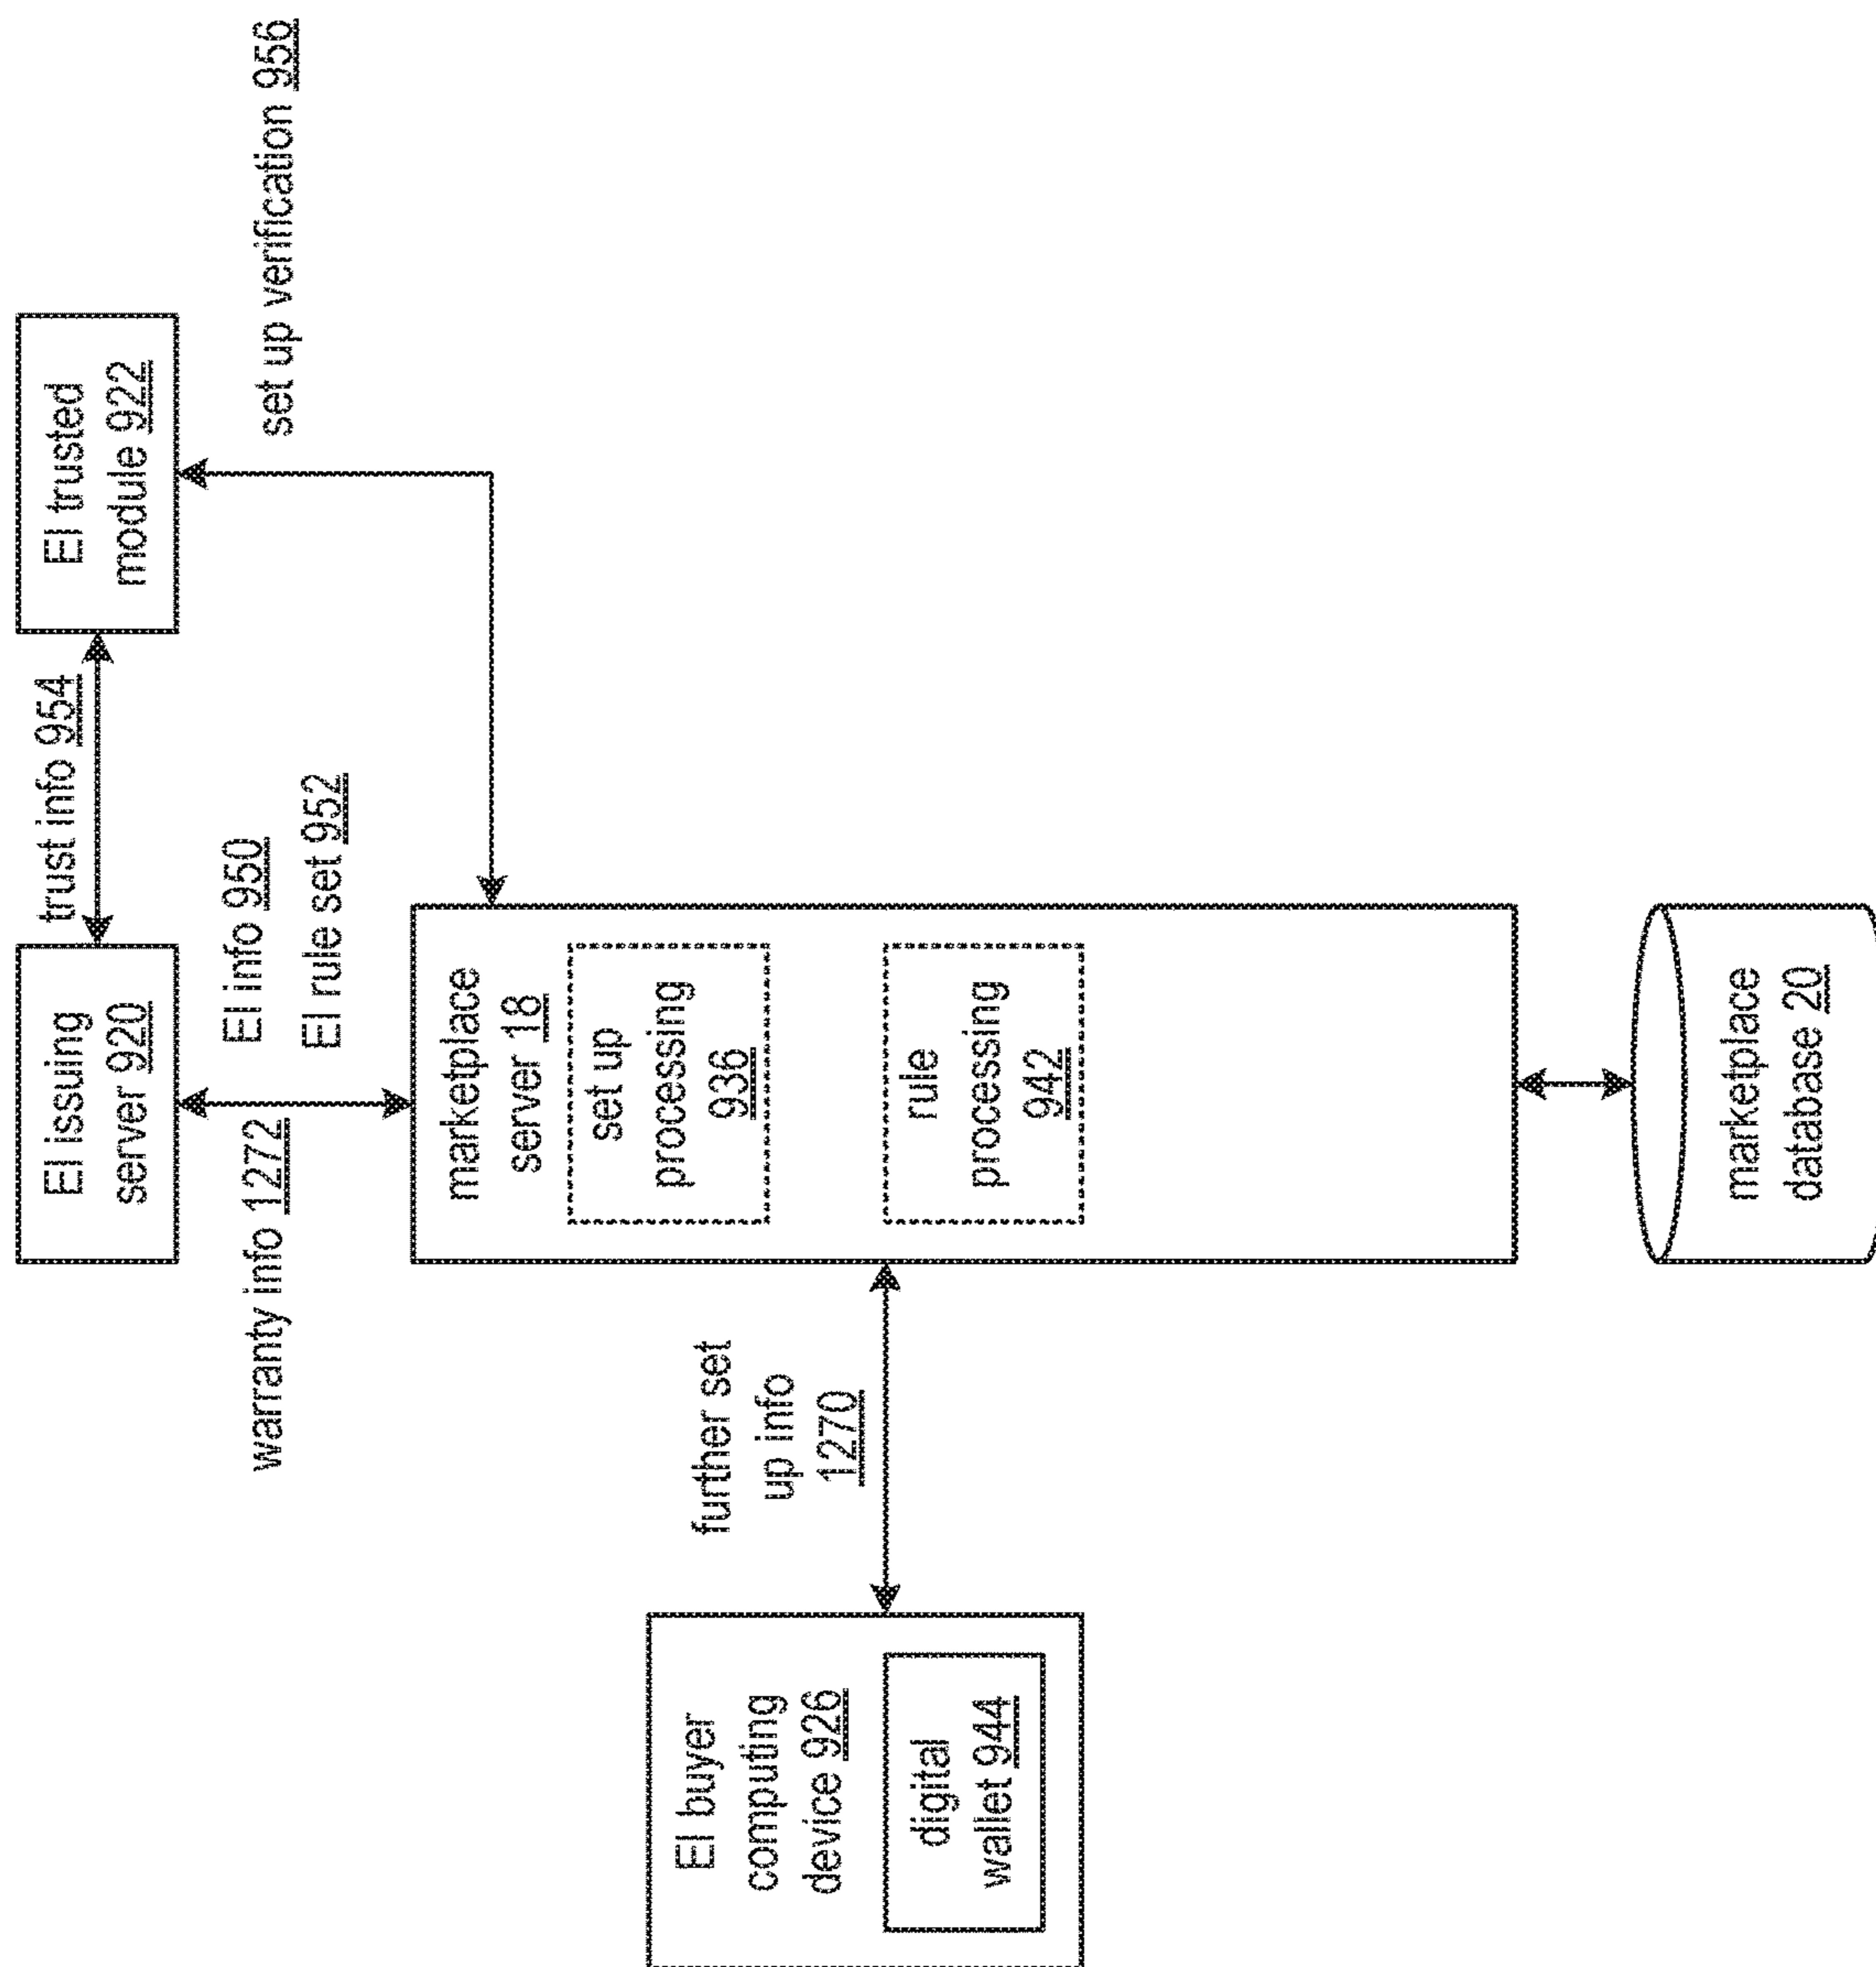 EI issuing
server 920
trust info 954
EI trusted
module 922
warranty info 1272
EI info 950
EI rule set 952
set up verification 956
marketplace
server 18
set up
processing
936
rule
processing
942
further set
up info
1270
EI buyer
computing
device 926
digital
wallet 944
marketplace
database 20